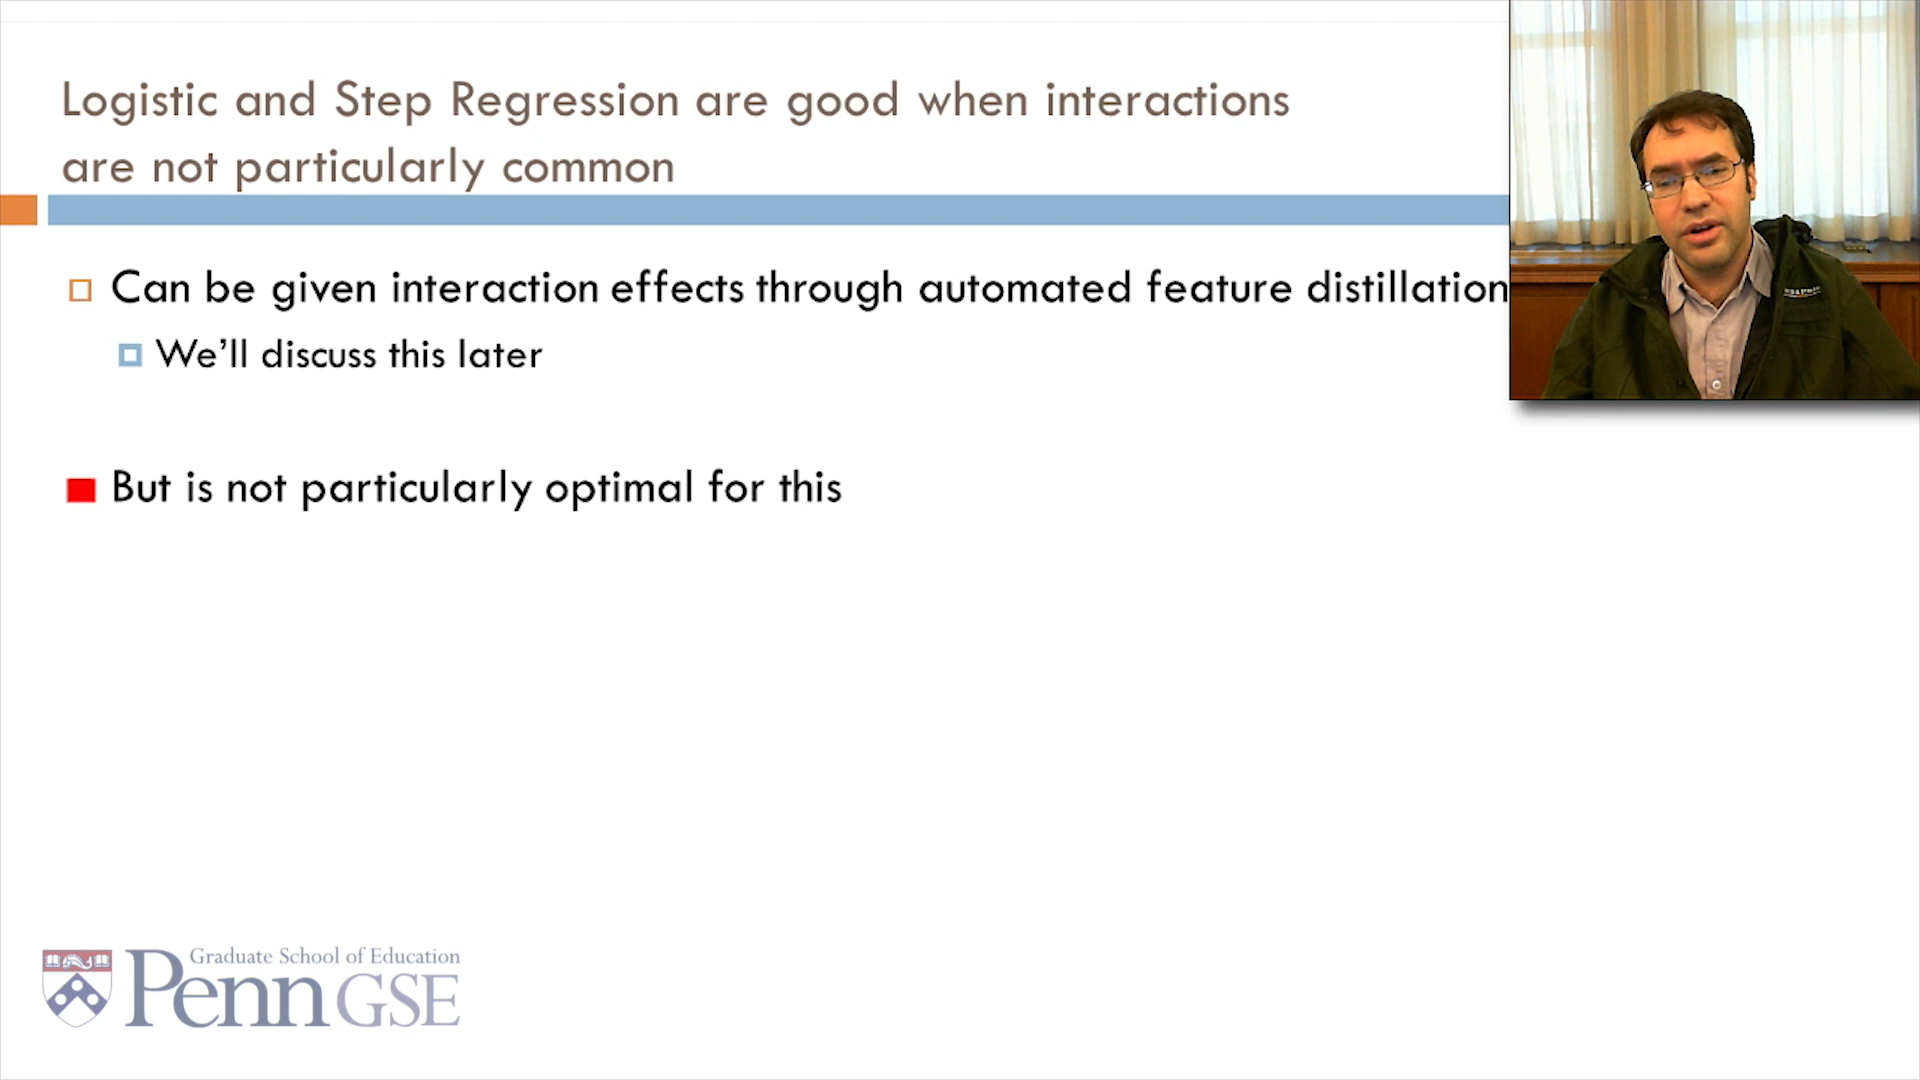 Logistic and Step Regression are good when interactions
are not particularly common
Can be given interaction effects through automated feature distillation
We'll discuss this later
But is not particularly optimal for this
Graduate School of Education
Penn GSE